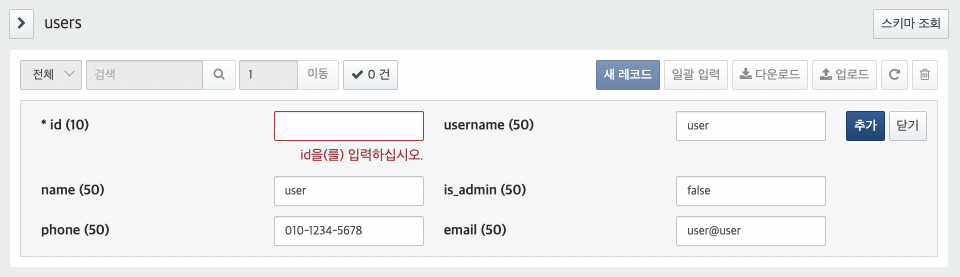 users 스키마 조회
전체 검색 1 이동 0 건 새 레코드 일괄 입력 다운로드 업로드
* id (10) username (50) user 추가 닫기
id을(를) 입력하십시오.
name (50) user is_admin (50) false
phone (50) 010-1234-5678 email (50) user@user